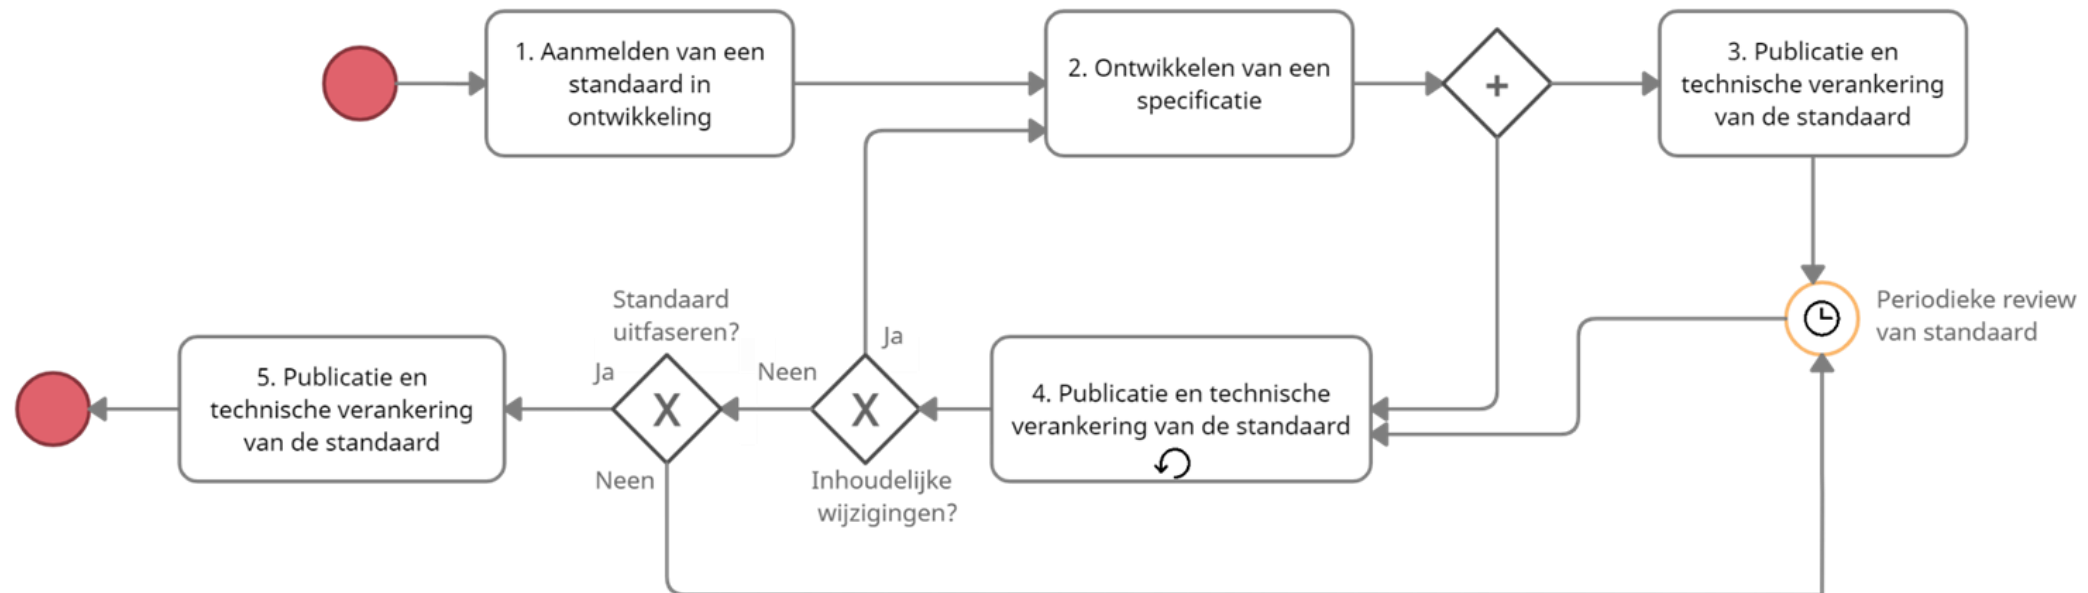 1. Aanmelden van een
standaard in
ontwikkeling
2. Ontwikkelen van een
specificatie
+
3. Publicatie en
technische verankering
van de standaard
Periodieke review
van standaard
4. Publicatie en technische
verankering van de standaard
Ja
X
Inhoudelijke
wijzigingen?
Neen
Standaard
uitfaseren?
Ja
X
Neen
5. Publicatie en
technische verankering
van de standaard